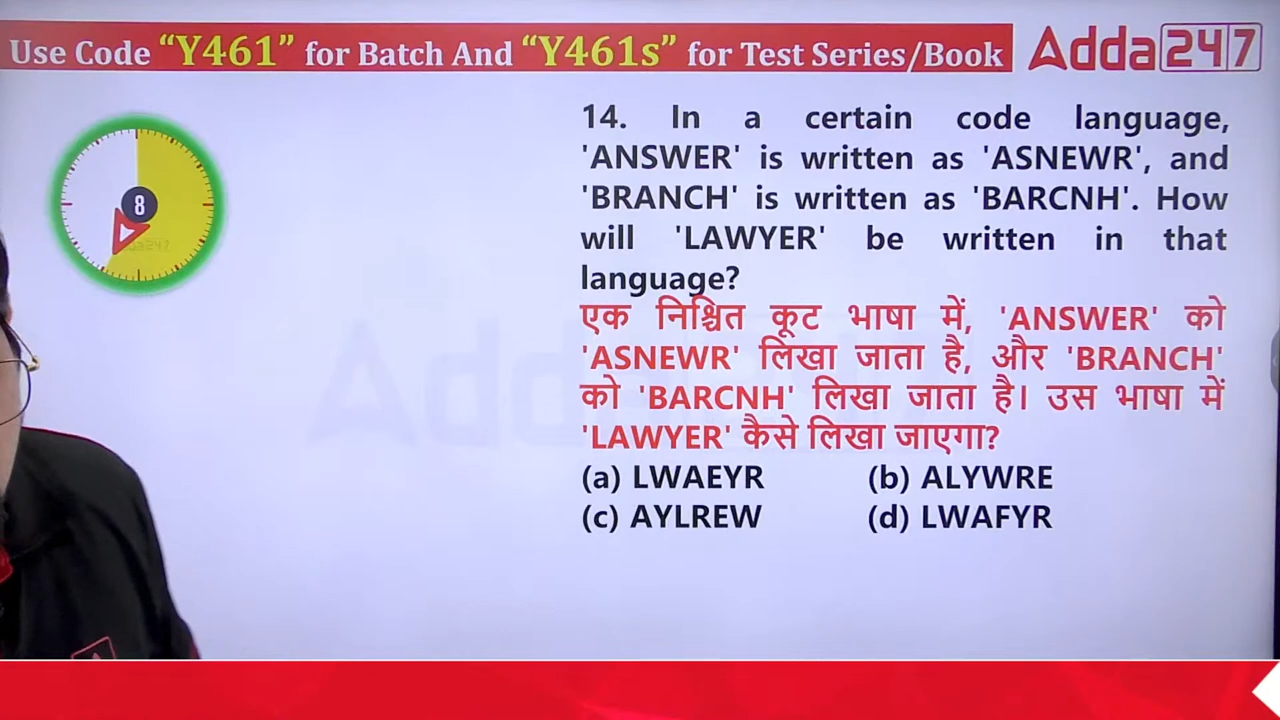 Use Code “Y461” for Batch And “Y461s” for Test Series/Book
Adda247
8
14. In a certain code language,
'ANSWER' is written as 'ASNEWR', and
'BRANCH' is written as 'BARCNH'. How
will 'LAWYER' be written in that
language?
एक निश्चित कूट भाषा में, 'ANSWER' को
'ASNEWR' लिखा जाता है, और 'BRANCH'
को 'BARCNH' लिखा जाता है। उस भाषा में
'LAWYER' कैसे लिखा जाएगा?
(a) LWAEYR (b) ALYWRE
(c) AYLREW (d) LWAFYR